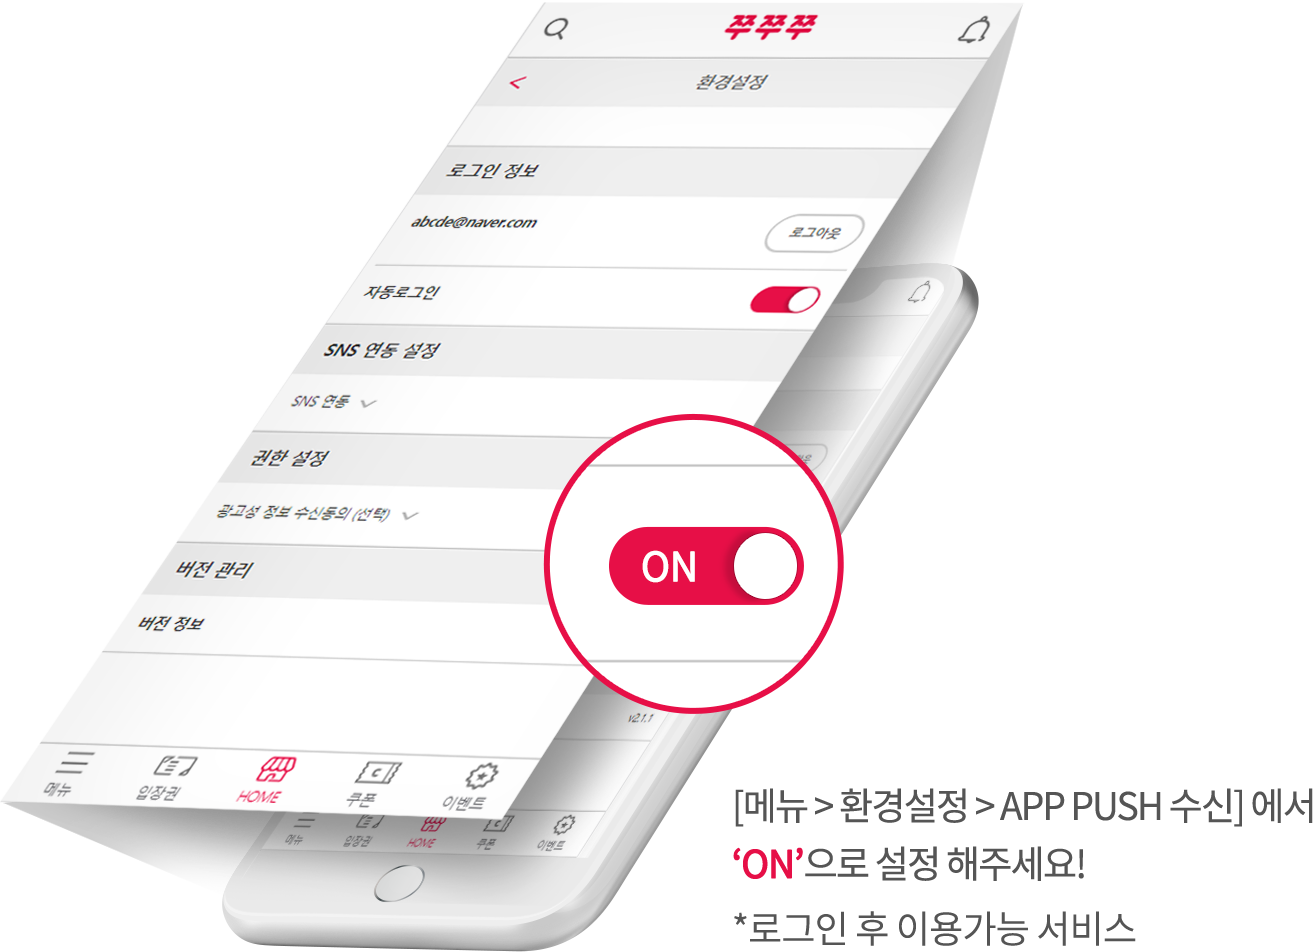 쭈쭈쭈
환경설정
로그인 정보
abcde@naver.com
로그아웃
자동로그인
SNS 연동 설정
SNS 연동
권한 설정
광고성 정보 수신동의 (선택)
ON
버전 관리
버전 정보
v2.1.1
메뉴 입장권 HOME 쿠폰 이벤트
메뉴 입장권 HOME 쿠폰 이벤트
[메뉴 > 환경설정 > APP PUSH 수신] 에서
‘ON’으로 설정 해주세요!
*로그인 후 이용가능 서비스